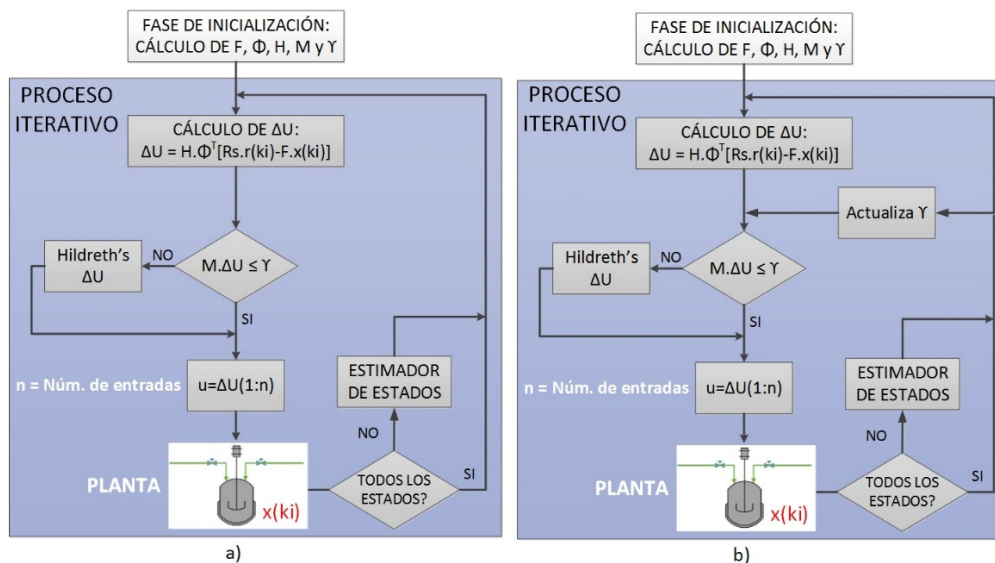 FASE DE INICIALIZACIÓN:
CÁLCULO DE F, Φ, H, M y ϒ
PROCESO
ITERATIVO
CÁLCULO DE ΔU:
ΔU = H.Φᵀ[Rs.r(ki)-F.x(ki)]
Hildreth's
ΔU
NO
M.ΔU ≤ ϒ
SI
n = Núm. de entradas
u=ΔU(1:n)
ESTIMADOR
DE ESTADOS
NO
PLANTA
x(ki)
TODOS LOS
ESTADOS?
SI
a)
FASE DE INICIALIZACIÓN:
CÁLCULO DE F, Φ, H, M y ϒ
PROCESO
ITERATIVO
CÁLCULO DE ΔU:
ΔU = H.Φᵀ[Rs.r(ki)-F.x(ki)]
Actualiza ϒ
Hildreth's
ΔU
NO
M.ΔU ≤ ϒ
SI
n = Núm. de entradas
u=ΔU(1:n)
ESTIMADOR
DE ESTADOS
NO
PLANTA
x(ki)
TODOS LOS
ESTADOS?
SI
b)